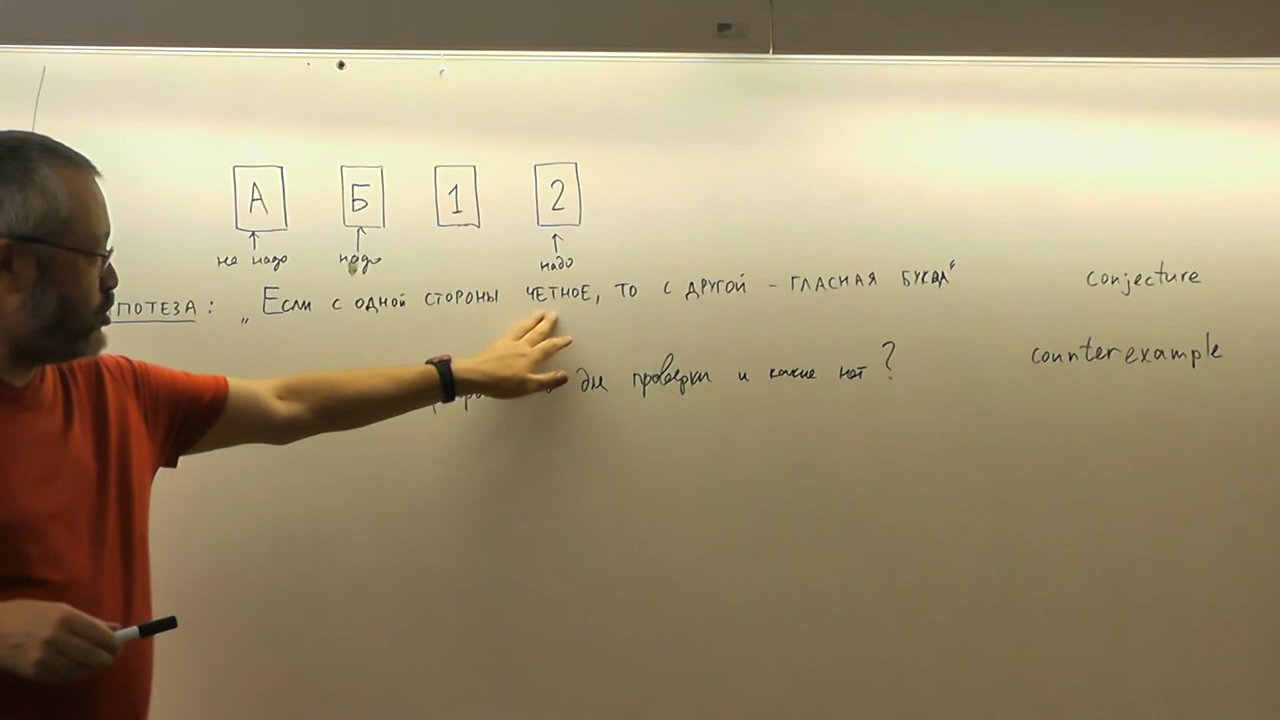 А Б 1 2
не надо надо надо
ПОТЕЗА: „Если с одной стороны четное, то с другой - гласная буква“
conjecture
для проверки и какие нет?
counterexample